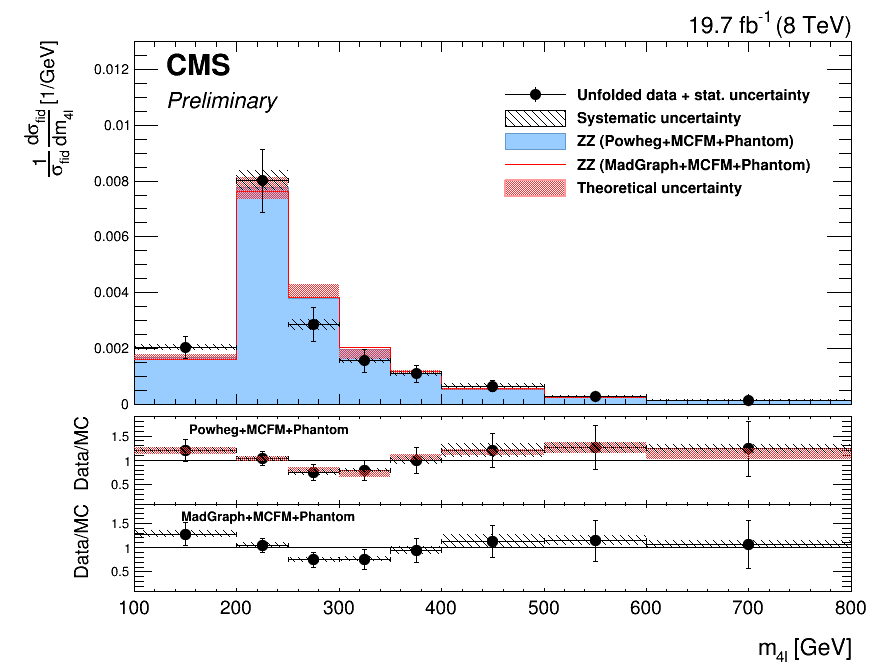 19.7 fb⁻¹ (8 TeV)
CMS
Preliminary
1/σfid dσfid/dm4l [1/GeV]
Unfolded data + stat. uncertainty
Systematic uncertainty
ZZ (Powheg+MCFM+Phantom)
ZZ (MadGraph+MCFM+Phantom)
Theoretical uncertainty
0.012
0.01
0.008
0.006
0.004
0.002
0
Powheg+MCFM+Phantom
Data/MC
1.5
1
0.5
MadGraph+MCFM+Phantom
Data/MC
1.5
1
0.5
100 200 300 400 500 600 700 800
m4l [GeV]